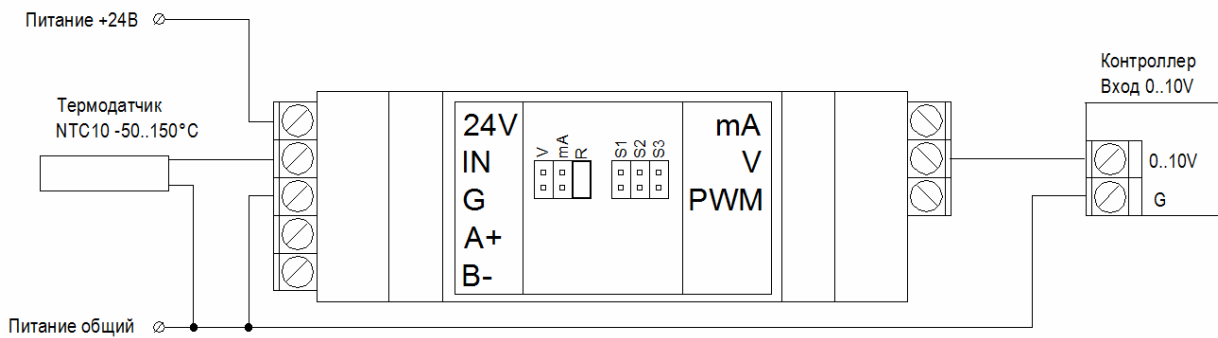 Питание +24В
Контроллер
Вход 0..10V
Термодатчик
NTC10 -50..150°C
24V
IN
G
A+
B-
V
mA
R
S1
S2
S3
mA
V
PWM
0..10V
G
Питание общий